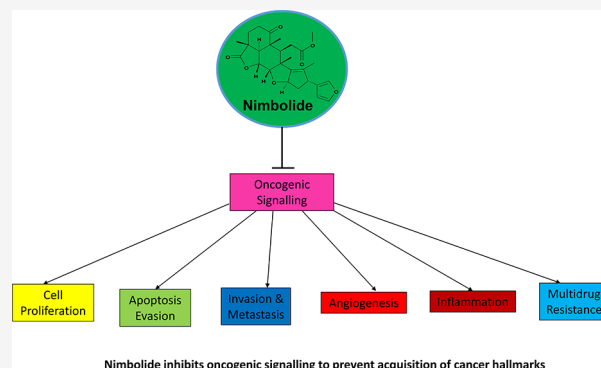 O
O
O
O
H
O
O
H
H
O
H
O
Nimbolide
Oncogenic
Signalling
Cell
Proliferation
Apoptosis
Evasion
Invasion &
Metastasis
Angiogenesis
Inflammation
Multidrug
Resistance
Nimbolide inhibits oncogenic signalling to prevent acquisition of cancer hallmarks